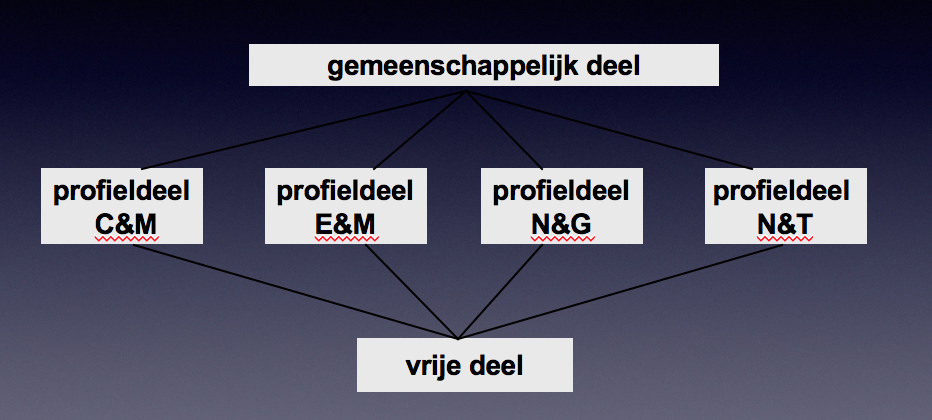 gemeenschappelijk deel
profieldeel
C&M
profieldeel
E&M
profieldeel
N&G
profieldeel
N&T
vrije deel